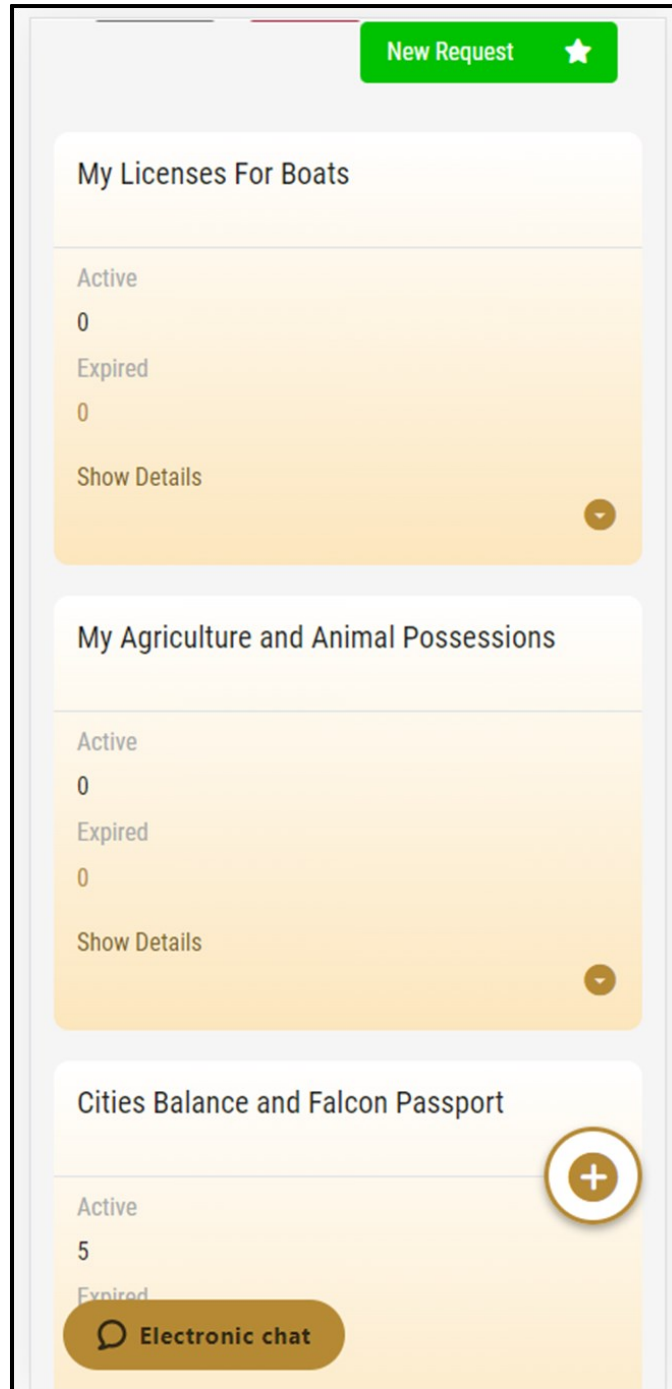 New Request
My Licenses For Boats
Active
0
Expired
0
Show Details
My Agriculture and Animal Possessions
Active
0
Expired
0
Show Details
Cities Balance and Falcon Passport
Active
5
Expired
Electronic chat